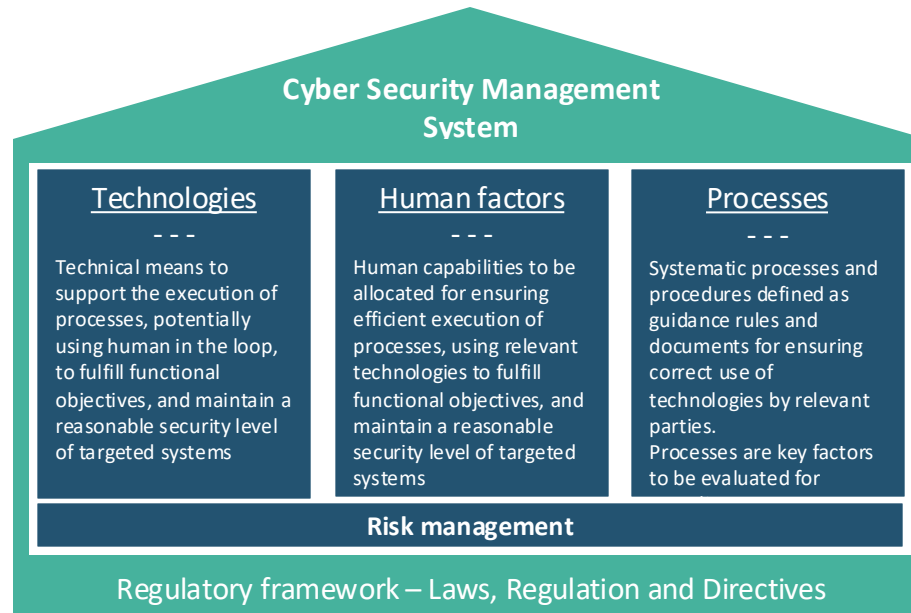 Cyber Security Management
System
Technologies
- - -
Technical means to
support the execution of
processes, potentially
using human in the loop,
to fulfill functional
objectives, and maintain a
reasonable security level
of targeted systems
Human factors
- - -
Human capabilities to be
allocated for ensuring
efficient execution of
processes, using relevant
technologies to fulfill
functional objectives, and
maintain a reasonable
security level of targeted
systems
Processes
- - -
Systematic processes and
procedures defined as
guidance rules and
documents for ensuring
correct use of
technologies by relevant
parties.
Processes are key factors
to be evaluated for
Risk management
Regulatory framework – Laws, Regulation and Directives